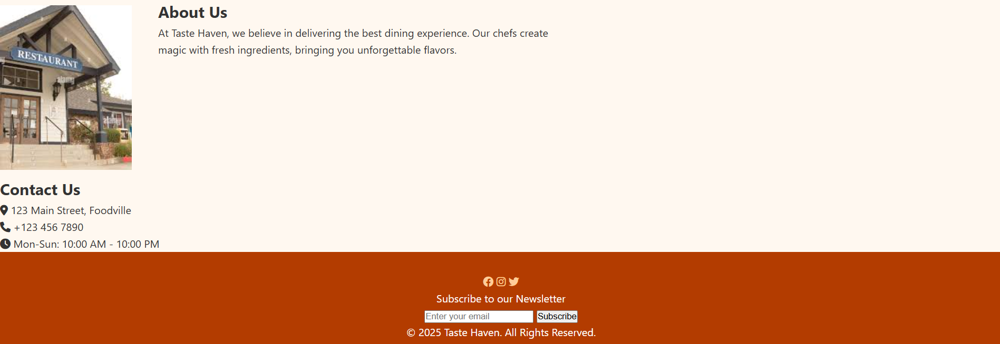 RESTAURANT
alamy
alamy
About Us
At Taste Haven, we believe in delivering the best dining experience. Our chefs create
magic with fresh ingredients, bringing you unforgettable flavors.
Contact Us
123 Main Street, Foodville
+123 456 7890
Mon-Sun: 10:00 AM - 10:00 PM
Subscribe to our Newsletter
Enter your email Subscribe
© 2025 Taste Haven. All Rights Reserved.